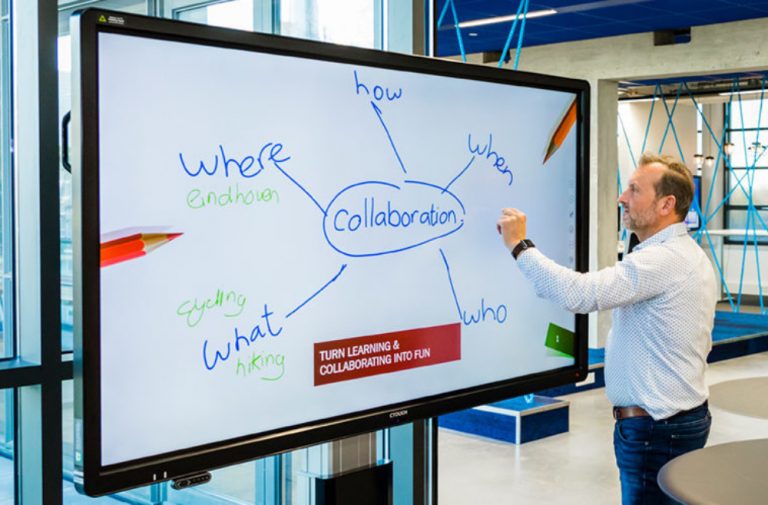 how
where
when
eindhoven
collaboration
cycling
what
who
hiking
TURN LEARNING &
COLLABORATING INTO FUN
CTOUCH